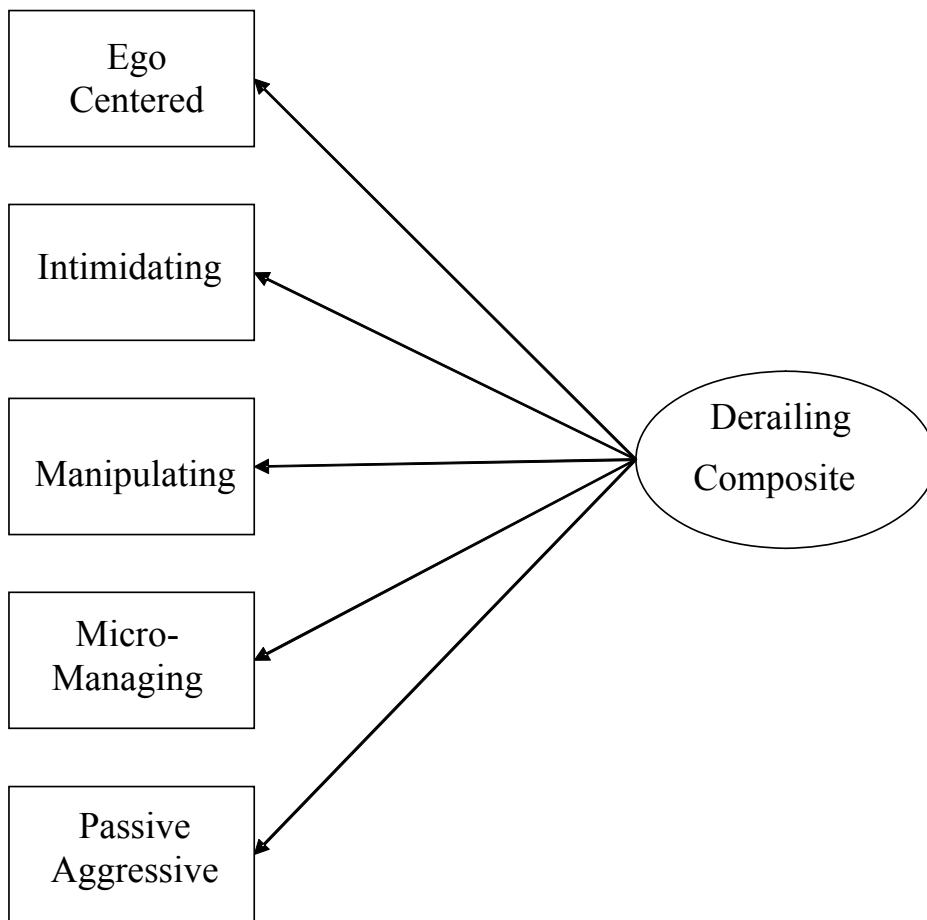 Ego
Centered
Intimidating
Manipulating
Micro-
Managing
Passive
Aggressive
Derailing
Composite